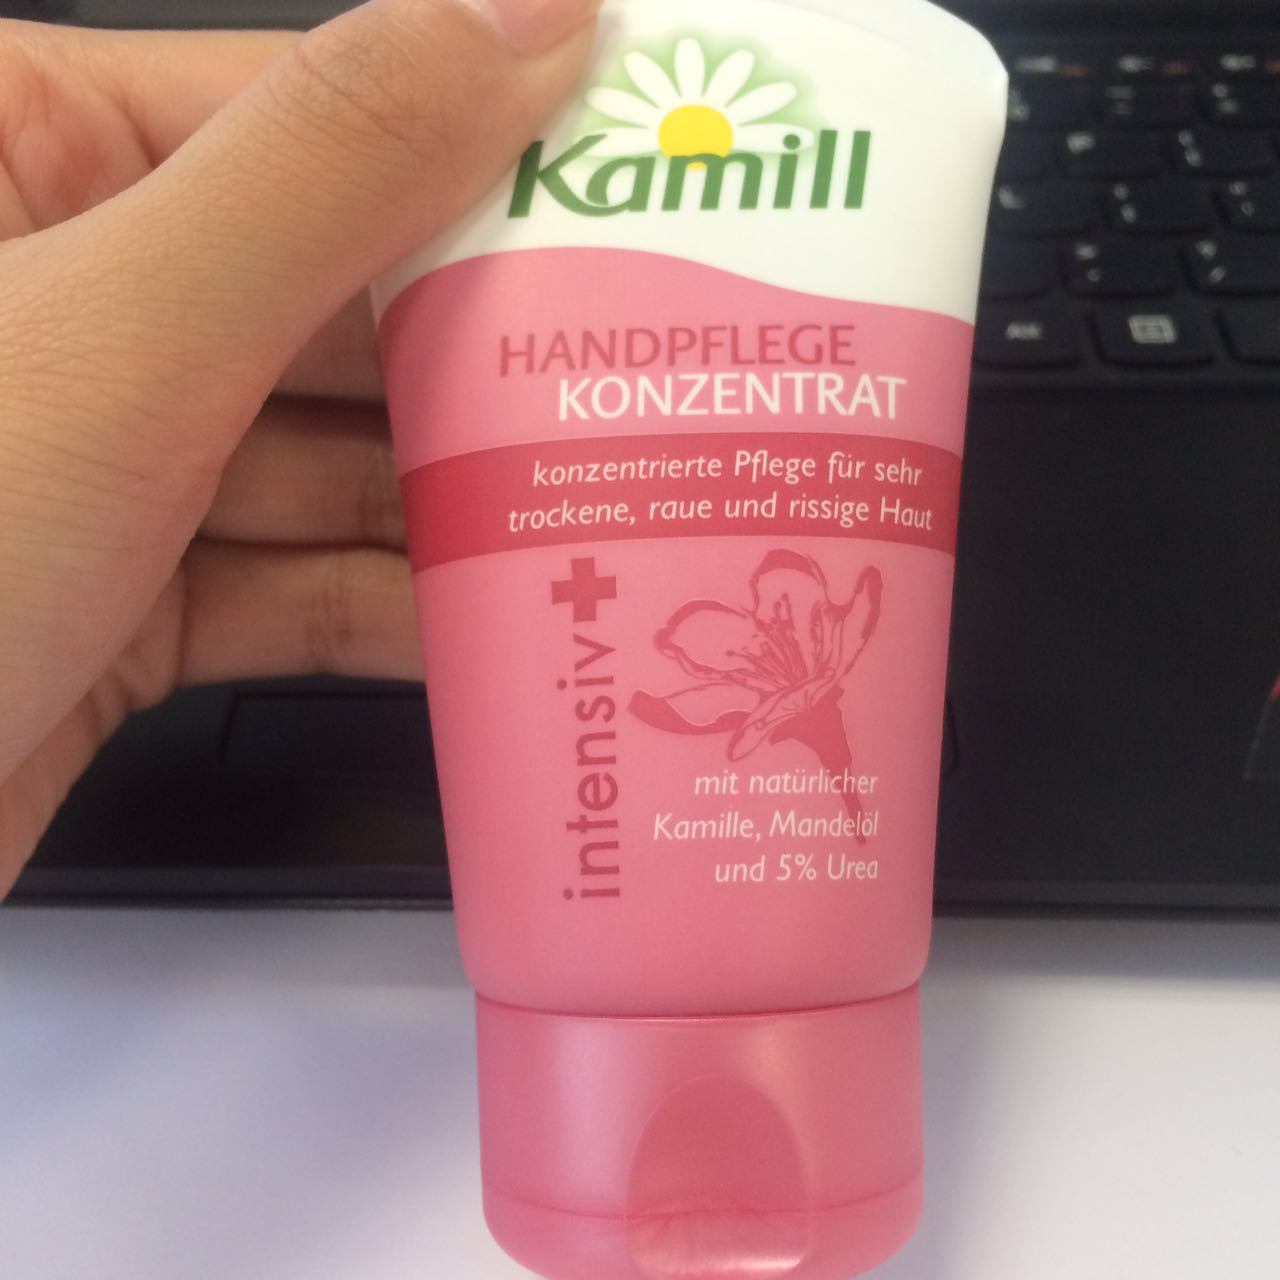 Kamill
HANDPFLEGE
KONZENTRAT
konzentrierte Pflege für sehr
trockene, raue und rissige Haut
intensiv+
mit natürlicher
Kamille, Mandelöl
und 5% Urea